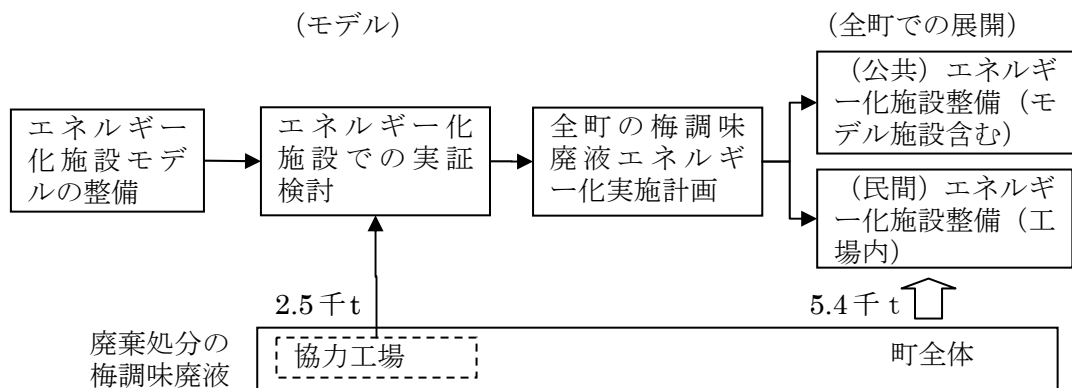 （モデル）
（全町での展開）
エネルギー
化施設モデ
ルの整備
エネルギー化
施設での実証
検討
全町の梅調味
廃液エネルギ
ー化実施計画
（公共）エネルギ
ー化施設整備（モ
デル施設含む）
（民間）エネルギ
ー化施設整備（工
場内）
2.5千t
5.4千 t
廃棄処分の
梅調味廃液
協力工場
町全体